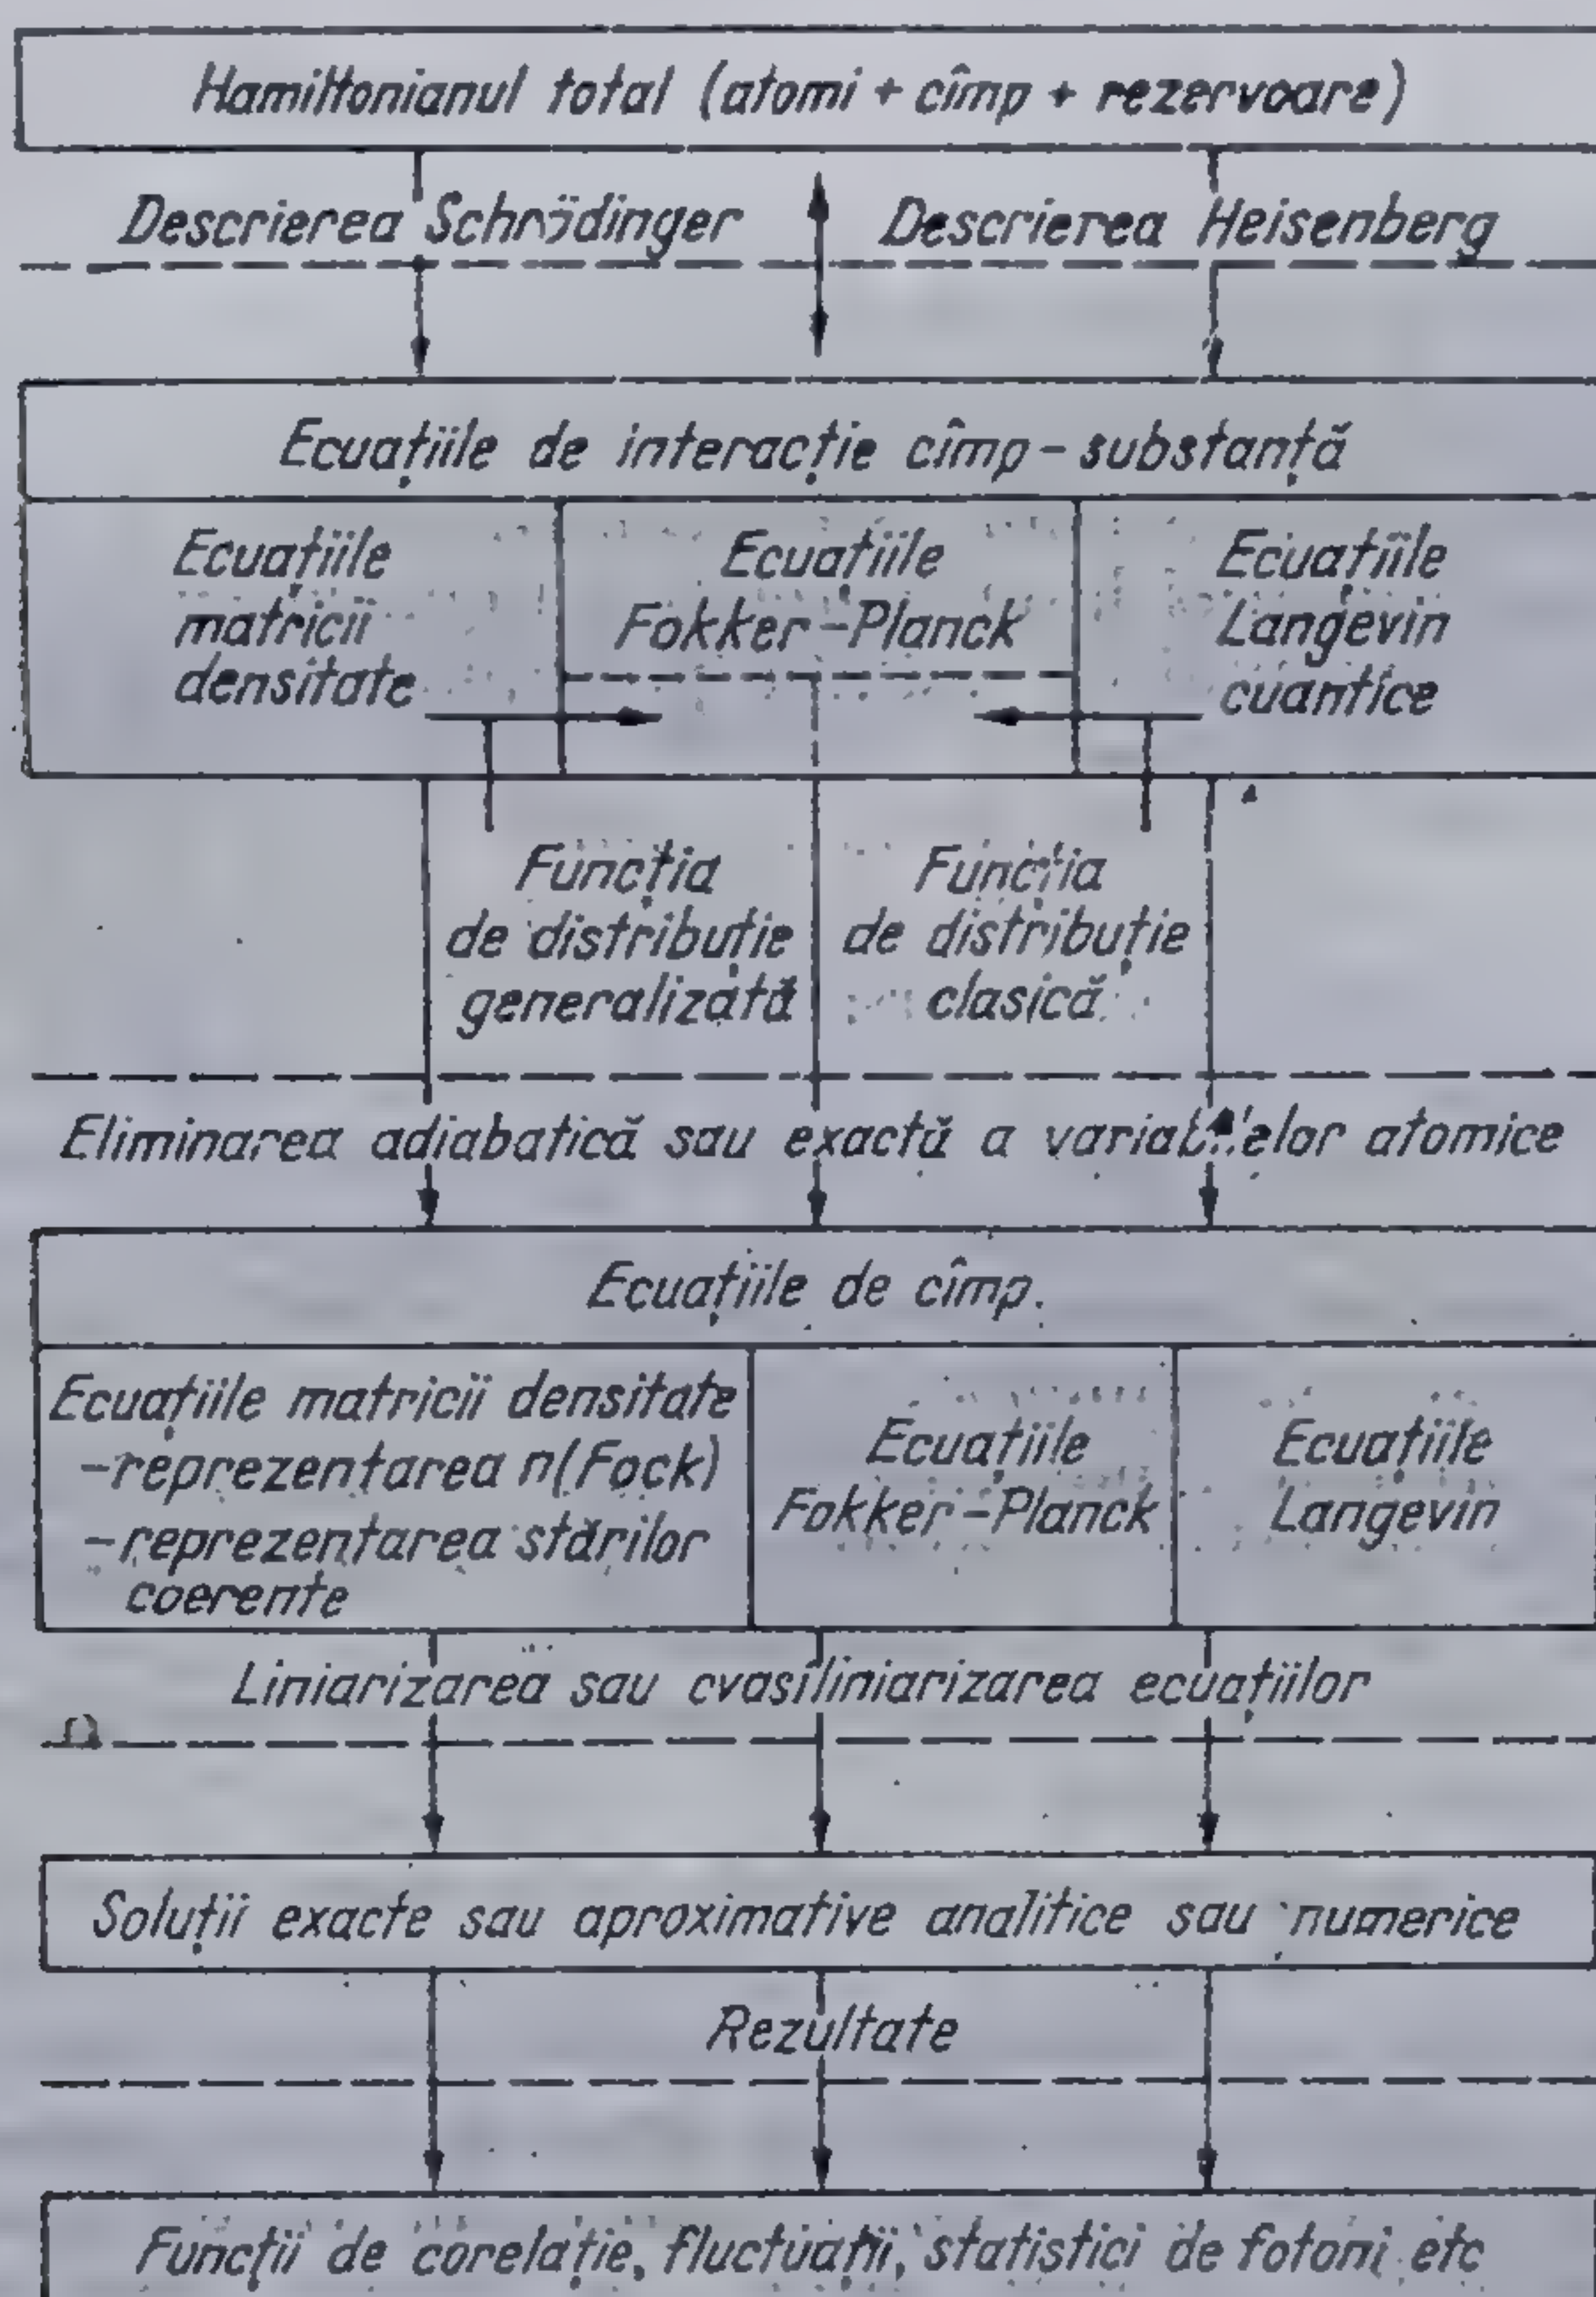 Hamiltonianul total (atomi + cîmp + rezervoare)
Descrierea Schrödinger
Descrierea Heisenberg
Ecuațiile de interacție cîmp – substanță
Ecuațiile
matricii
densitate
Ecuațiile
Fokker – Planck
Ecuațiile
Langevin
cuantice
Funcția
de distribuție
generalizată
Funcția
de distribuție
clasică
Eliminarea adiabatică sau exactă a variabilelor atomice
Ecuațiile de cîmp.
Ecuațiile matricii densitate
– reprezentarea n (Fock)
– reprezentarea stărilor
coerente
Ecuațiile
Fokker – Planck
Ecuațiile
Langevin
Liniarizarea sau cvasiliniarizarea ecuațiilor
Soluții exacte sau aproximative analitice sau numerice
Rezultate
Funcții de corelație, fluctuații, statistici de fotoni etc